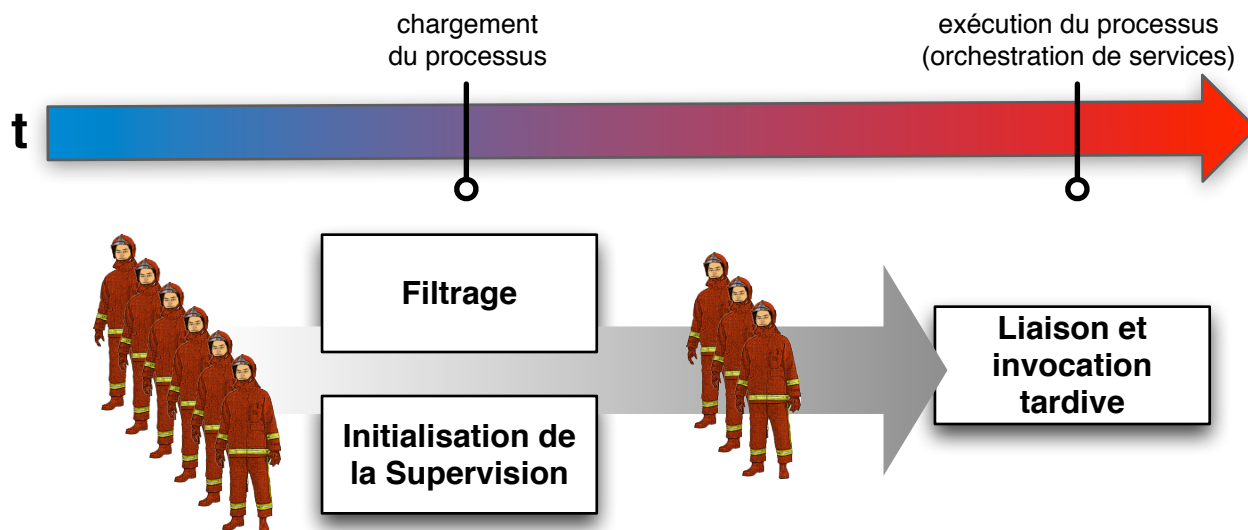 chargement
du processus
exécution du processus
(orchestration de services)
t
Filtrage
Initialisation de
la Supervision
Liaison et
invocation
tardive